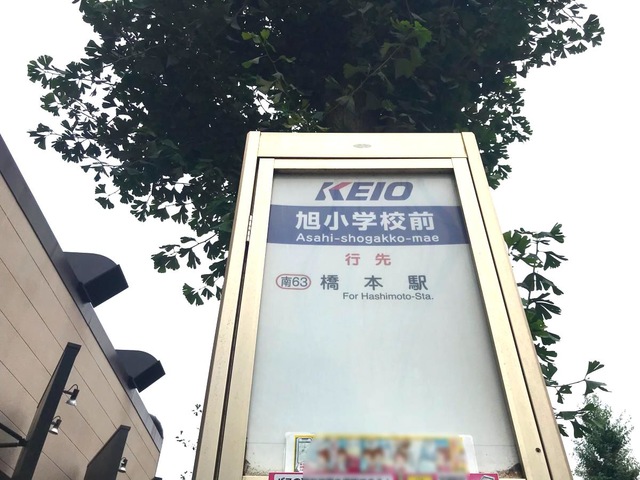 KEIO
旭小学校前
Asahi-shogakko-mae
行先
南63 橋本駅
For Hashimoto-Sta.